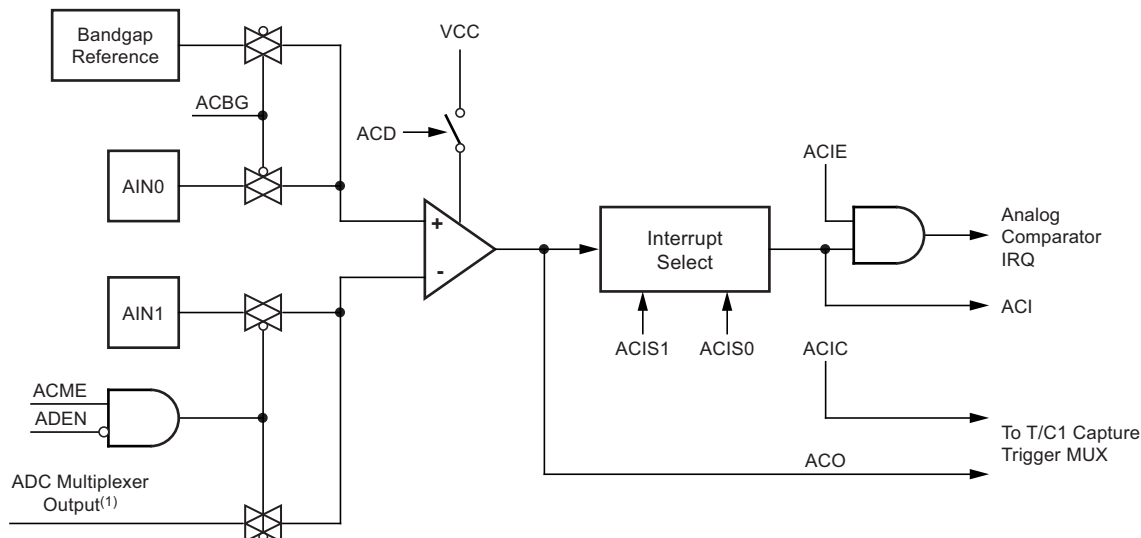 Bandgap
Reference
VCC
ACBG
ACD
ACIE
AIN0
+
-
Interrupt
Select
Analog
Comparator
IRQ
AIN1
ACI
ACIS1
ACIS0
ACIC
ACME
ADEN
To T/C1 Capture
Trigger MUX
ACO
ADC Multiplexer
Output(1)